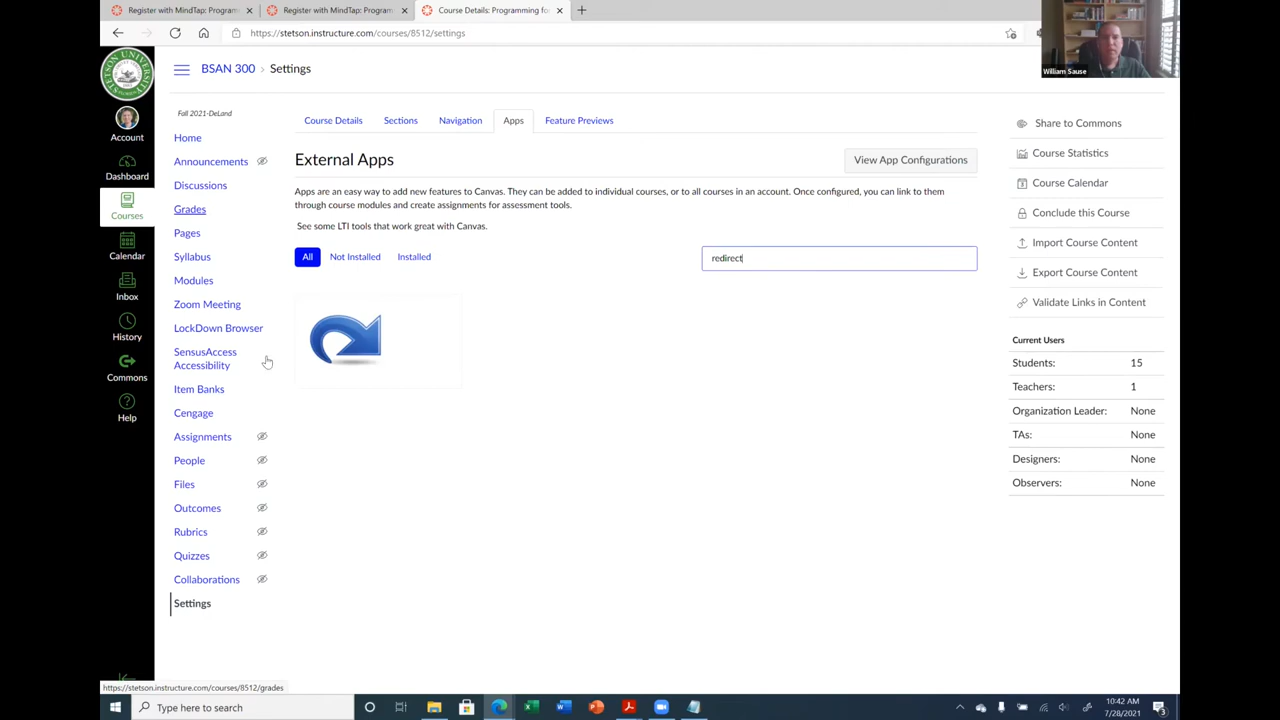 Register with MindTap: Program
Register with MindTap: Program
Course Details: Programming fo
https://stetson.instructure.com/courses/8512/settings
William Sause
STETSON UNIVERSITY
Account
Dashboard
Courses
Calendar
Inbox
History
Commons
Help
BSAN 300 > Settings
Fall 2021-DeLand
Home
Announcements
Discussions
Grades
Pages
Syllabus
Modules
Zoom Meeting
LockDown Browser
SensusAccess
Accessibility
Item Banks
Cengage
Assignments
People
Files
Outcomes
Rubrics
Quizzes
Collaborations
Settings
Course Details Sections Navigation Apps Feature Previews
External Apps
View App Configurations
Apps are an easy way to add new features to Canvas. They can be added to individual courses, or to all courses in an account. Once configured, you can link to them
through course modules and create assignments for assessment tools.
See some LTI tools that work great with Canvas.
All Not Installed Installed
redirect
Share to Commons
Course Statistics
Course Calendar
Conclude this Course
Import Course Content
Export Course Content
Validate Links in Content
Current Users
Students: 15
Teachers: 1
Organization Leader: None
TAs: None
Designers: None
Observers: None
https://stetson.instructure.com/courses/8512/grades
Type here to search
10:42 AM
7/28/2021
3